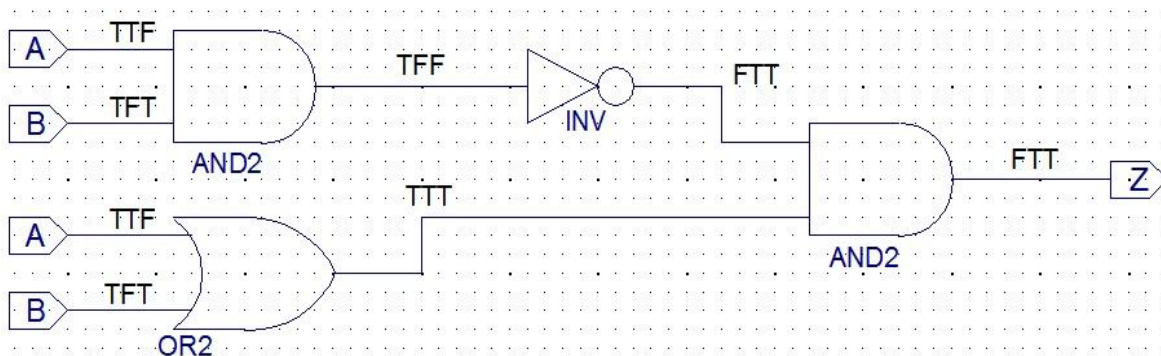 A TTF
TFF
FTT
B TFT
INV
AND2
FTT
Z
TTT
A TTF
AND2
B TFT
OR2